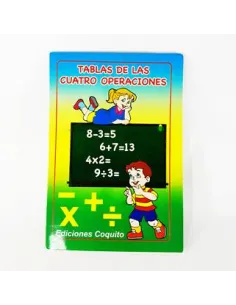 TABLAS DE LAS
CUATRO OPERACIONES
8-3=5
6+7=13
4x2=
9÷3=
− + 
x ÷
Ediciones Coquito